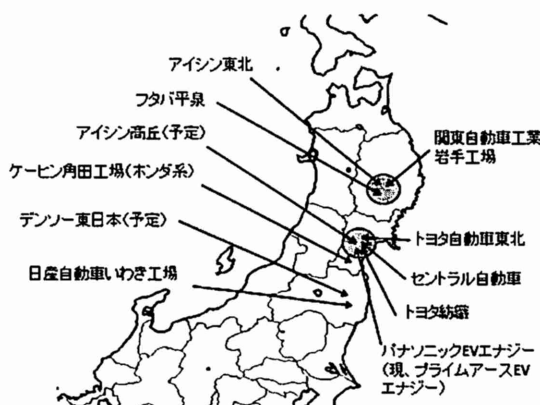 アイシン東北
フタバ平泉
アイシン高丘(予定)
ケーヒン角田工場(ホンダ系)
デンソー東日本(予定)
日産自動車いわき工場
関東自動車工業
岩手工場
トヨタ自動車東北
セントラル自動車
トヨタ紡織
パナソニックEVエナジー
(現、プライムアースEV
エナジー)